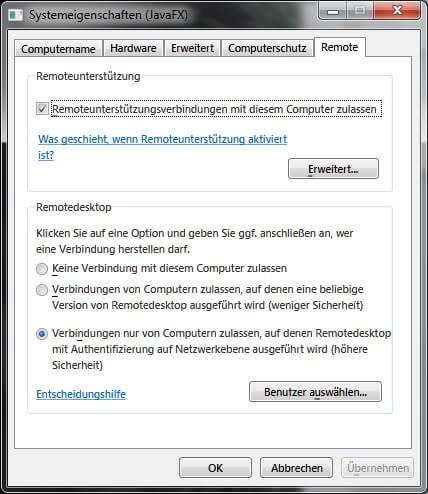 Systemeigenschaften (JavaFX)
Computername Hardware Erweitert Computerschutz Remote
Remoteunterstützung
Remoteunterstützungsverbindungen mit diesem Computer zulassen
Was geschieht, wenn Remoteunterstützung aktiviert
ist?
Erweitert...
Remotedesktop
Klicken Sie auf eine Option und geben Sie ggf. anschließen an, wer
eine Verbindung herstellen darf.
Keine Verbindung mit diesem Computer zulassen
Verbindungen von Computern zulassen, auf denen eine beliebige
Version von Remotedesktop ausgeführt wird (weniger Sicherheit)
Verbindungen nur von Computern zulassen, auf denen Remotedesktop
mit Authentifizierung auf Netzwerkebene ausgeführt wird (höhere
Sicherheit)
Entscheidungshilfe
Benutzer auswählen...
OK Abbrechen Übernehmen